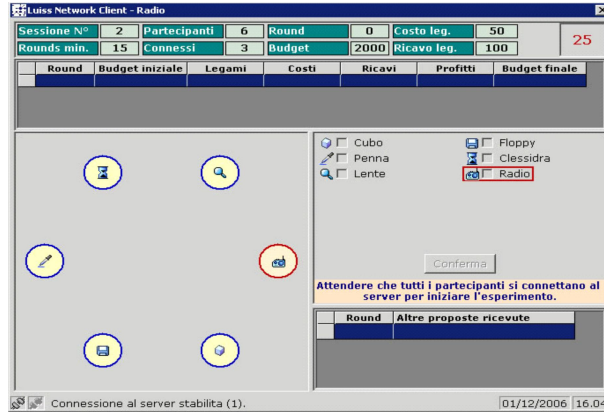 Luiss Network Client - Radio
Sessione N° 2 Partecipanti 6 Round 0 Costo leg. 50
25
Rounds min. 15 Connessi 3 Budget 2000 Ricavo leg. 100
Round Budget iniziale Legami Costi Ricavi Profitti Budget finale
Cubo Floppy
Penna Clessidra
Lente Radio
Conferma
Attendere che tutti i partecipanti si connettano al
server per iniziare l'esperimento.
Round Altre proposte ricevute
Connessione al server stabilita (1). 01/12/2006 16.04